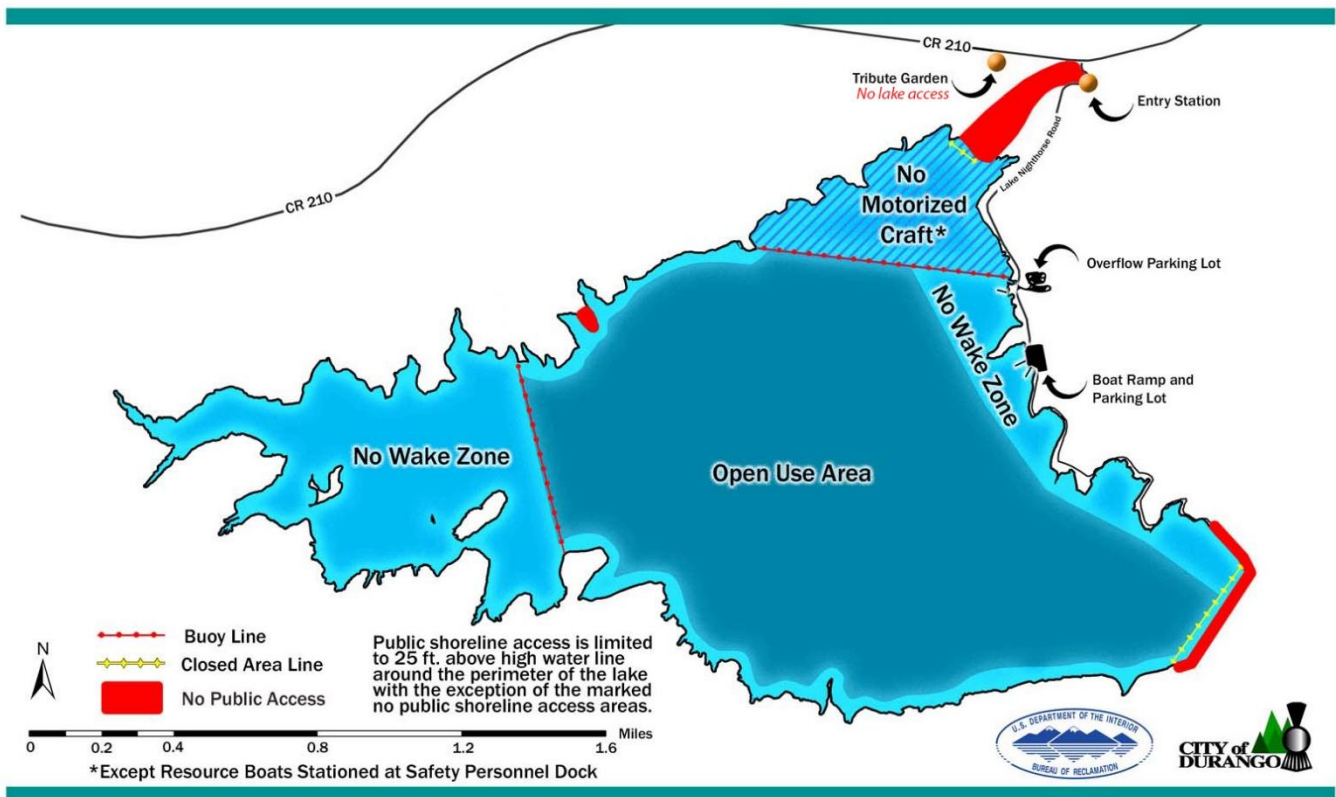 CR 210
Tribute Garden
No lake access
Entry Station
Lake Nighthorse Road
No
Motorized
Craft*
CR 210
Overflow Parking Lot
No Wake Zone
Boat Ramp and
Parking Lot
No Wake Zone
Open Use Area
N
Buoy Line
Closed Area Line
No Public Access
Public shoreline access is limited
to 25 ft. above high water line
around the perimeter of the lake
with the exception of the marked
no public shoreline access areas.
0 0.2 0.4 0.8 1.2 1.6 Miles
*Except Resource Boats Stationed at Safety Personnel Dock
U.S. DEPARTMENT OF THE INTERIOR
BUREAU OF RECLAMATION
CITY of
DURANGO